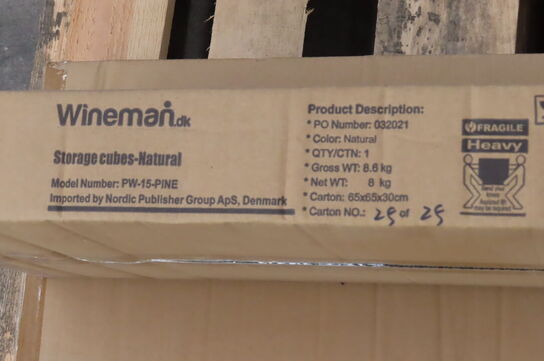 Wineman.dk
Storage cubes-Natural
Model Number: PW-15-PINE
Imported by Nordic Publisher Group ApS, Denmark
Product Description:
* PO Number: 032021
* Color: Natural
* QTY/CTN: 1
* Gross WT: 8.6 kg
* Net WT: 8 kg
* Carton: 65x65x30cm
* Carton NO.: 29 of 29
FRAGILE
Heavy